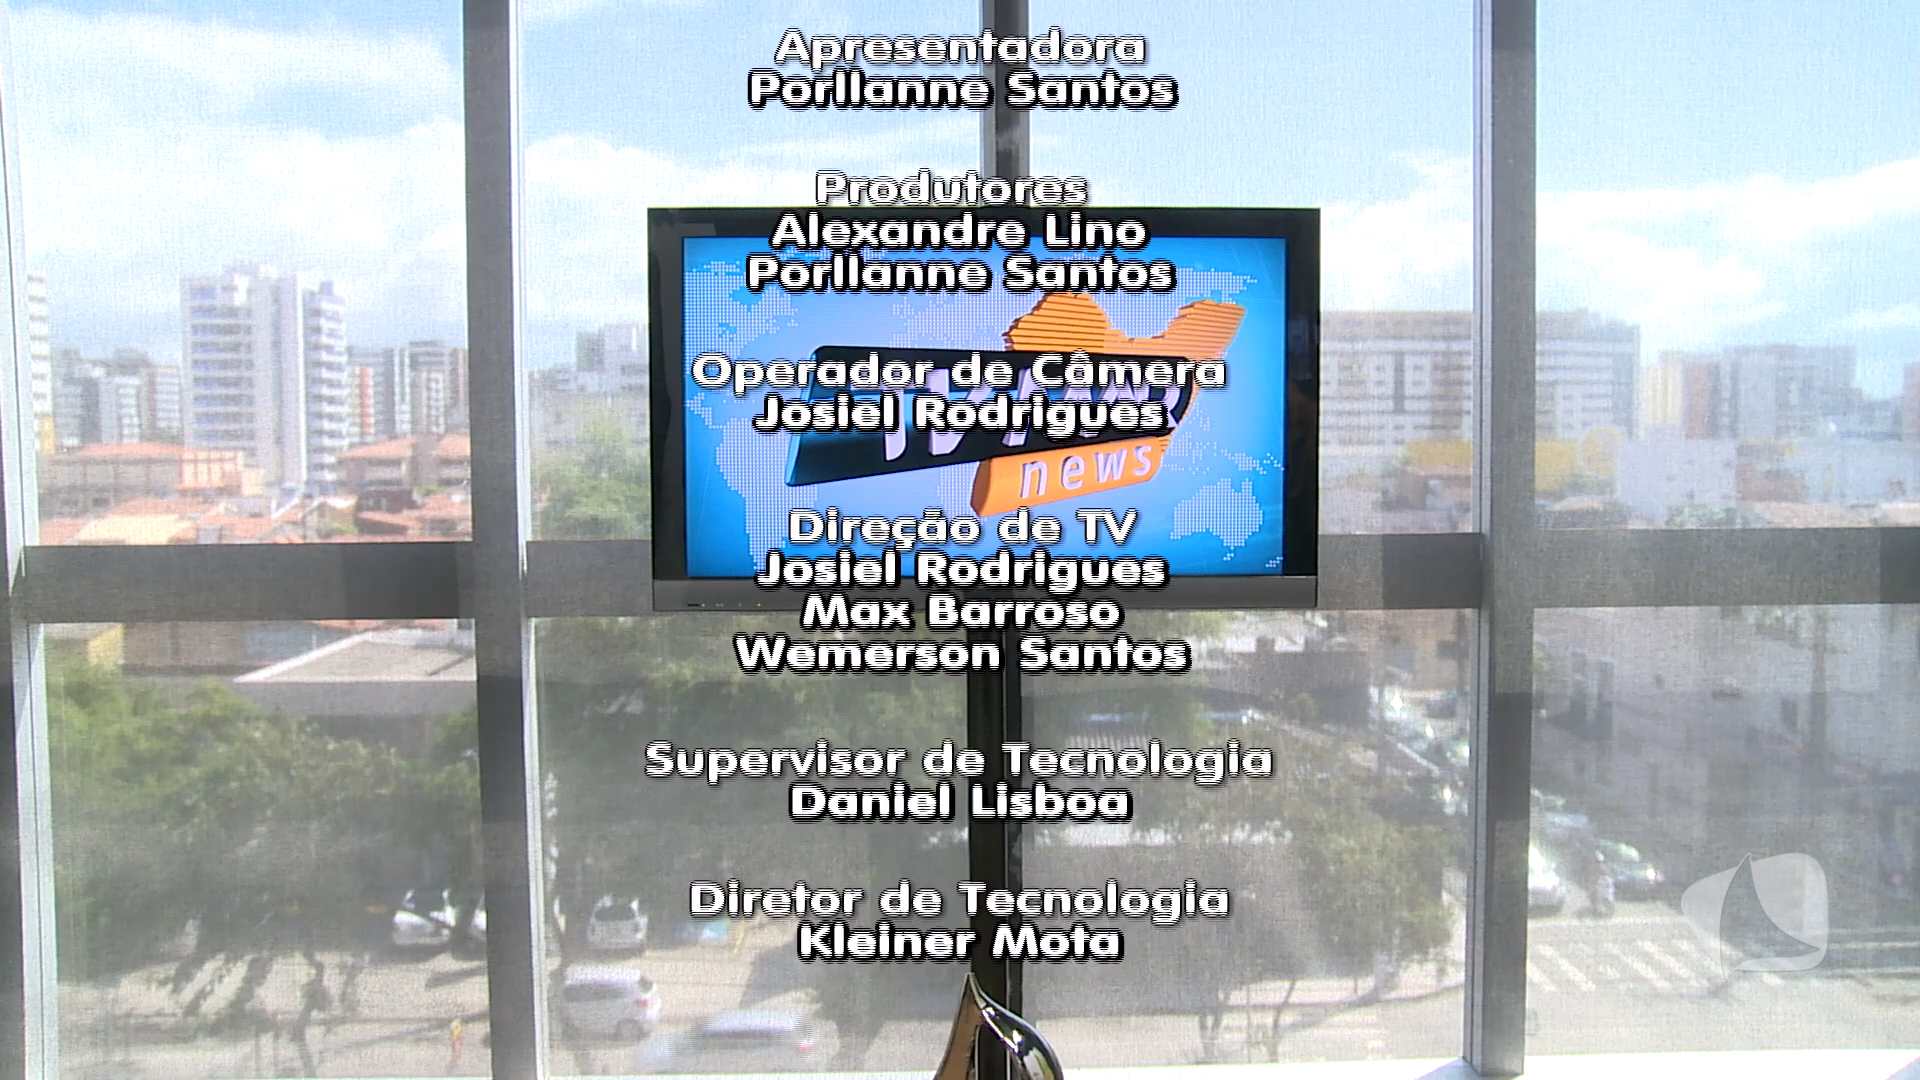 Apresentadora
Porllanne Santos
Produtores
Alexandre Lino
Porllanne Santos
Operador de Câmera
Josiel Rodrigues
news
Direção de TV
Josiel Rodrigues
Max Barroso
Wemerson Santos
Supervisor de Tecnologia
Daniel Lisboa
Diretor de Tecnologia
Kleiner Mota